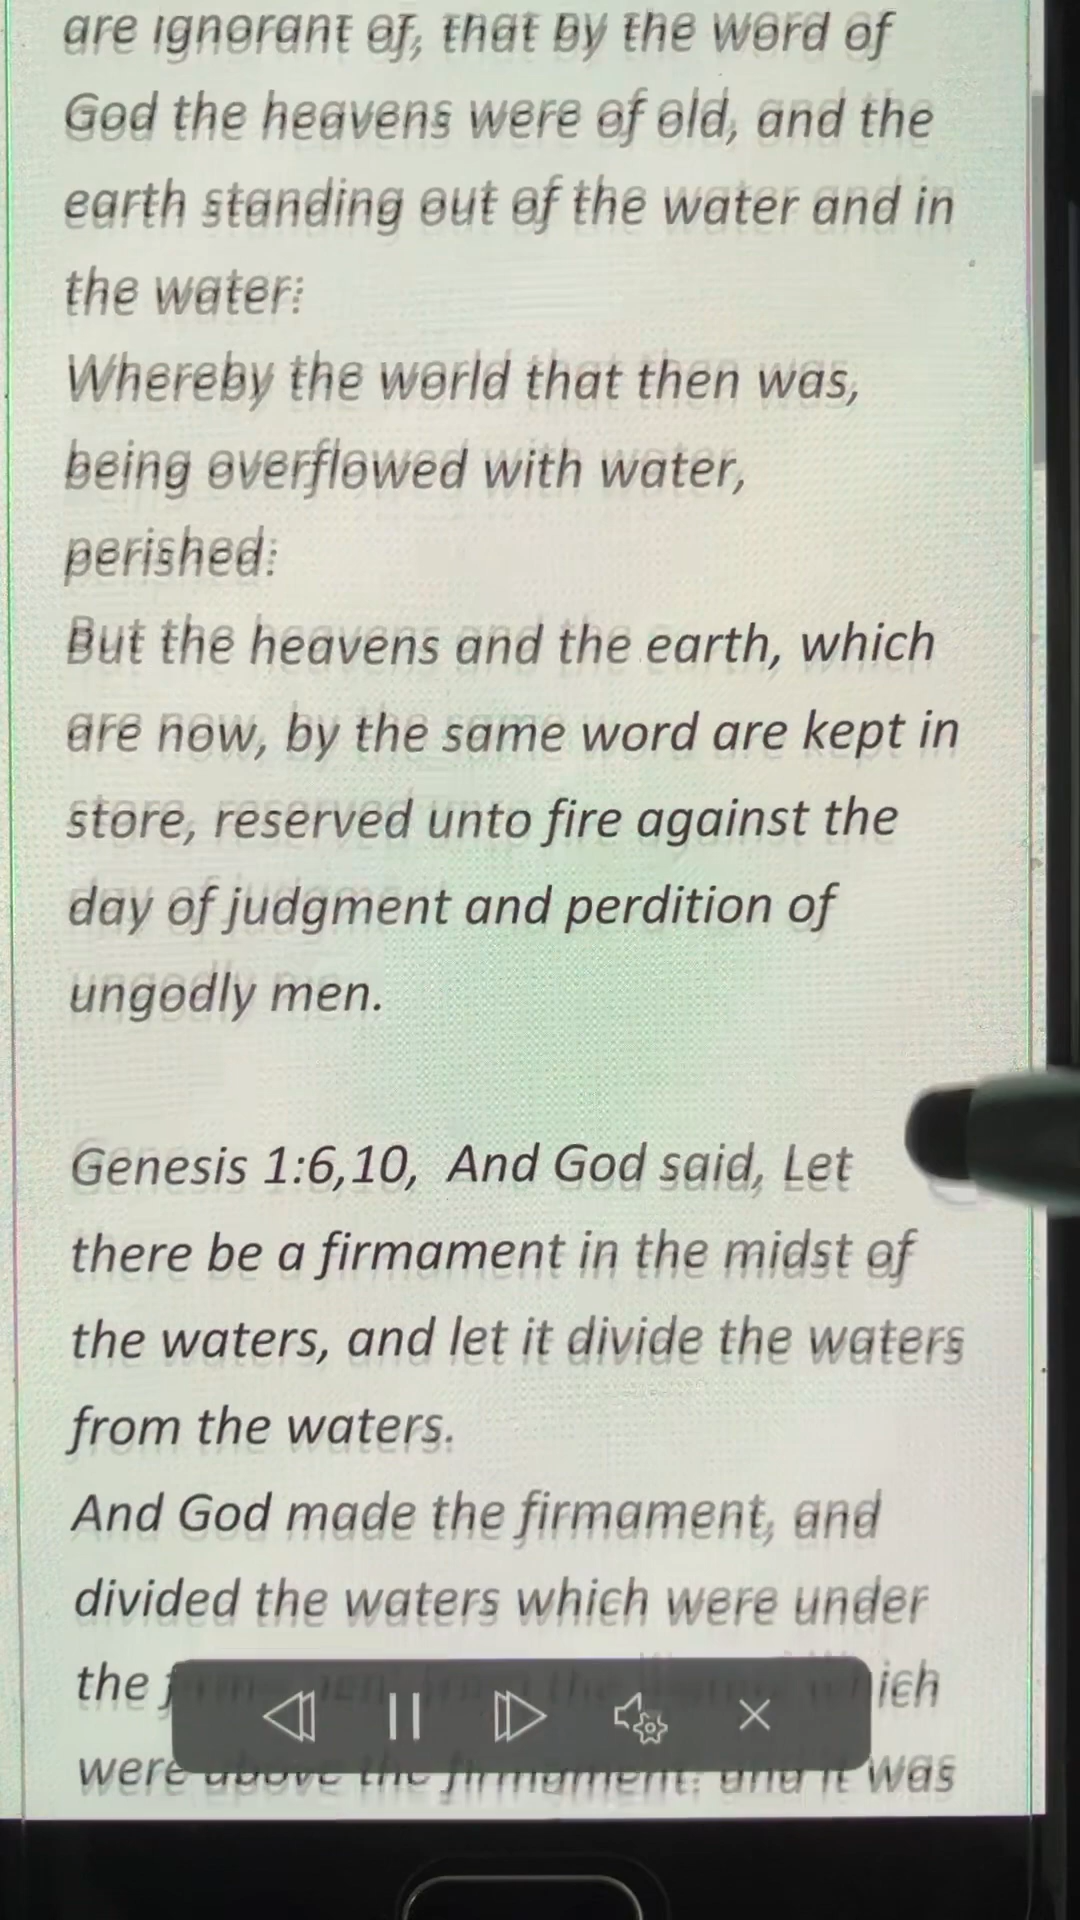 are ignorant of, that by the word of
God the heavens were of old, and the
earth standing out of the water and in
the water:
Whereby the world that then was,
being overflowed with water,
perished:
But the heavens and the earth, which
are now, by the same word are kept in
store, reserved unto fire against the
day of judgment and perdition of
ungodly men.
Genesis 1:6,10, And God said, Let
there be a firmament in the midst of
the waters, and let it divide the waters
from the waters.
And God made the firmament, and
divided the waters which were under
the
were above the firmament: and it was